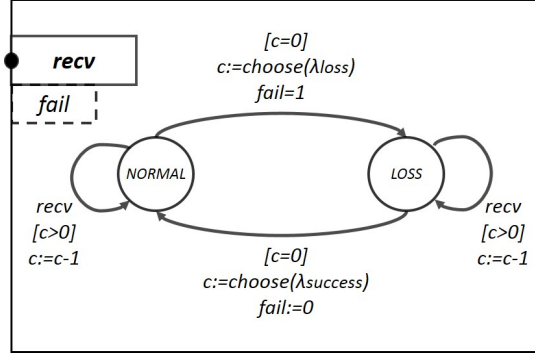 recv
fail
[c=0]
c:=choose(λloss)
fail=1
NORMAL
LOSS
recv
[c>0]
c:=c-1
recv
[c>0]
c:=c-1
[c=0]
c:=choose(λsuccess)
fail:=0